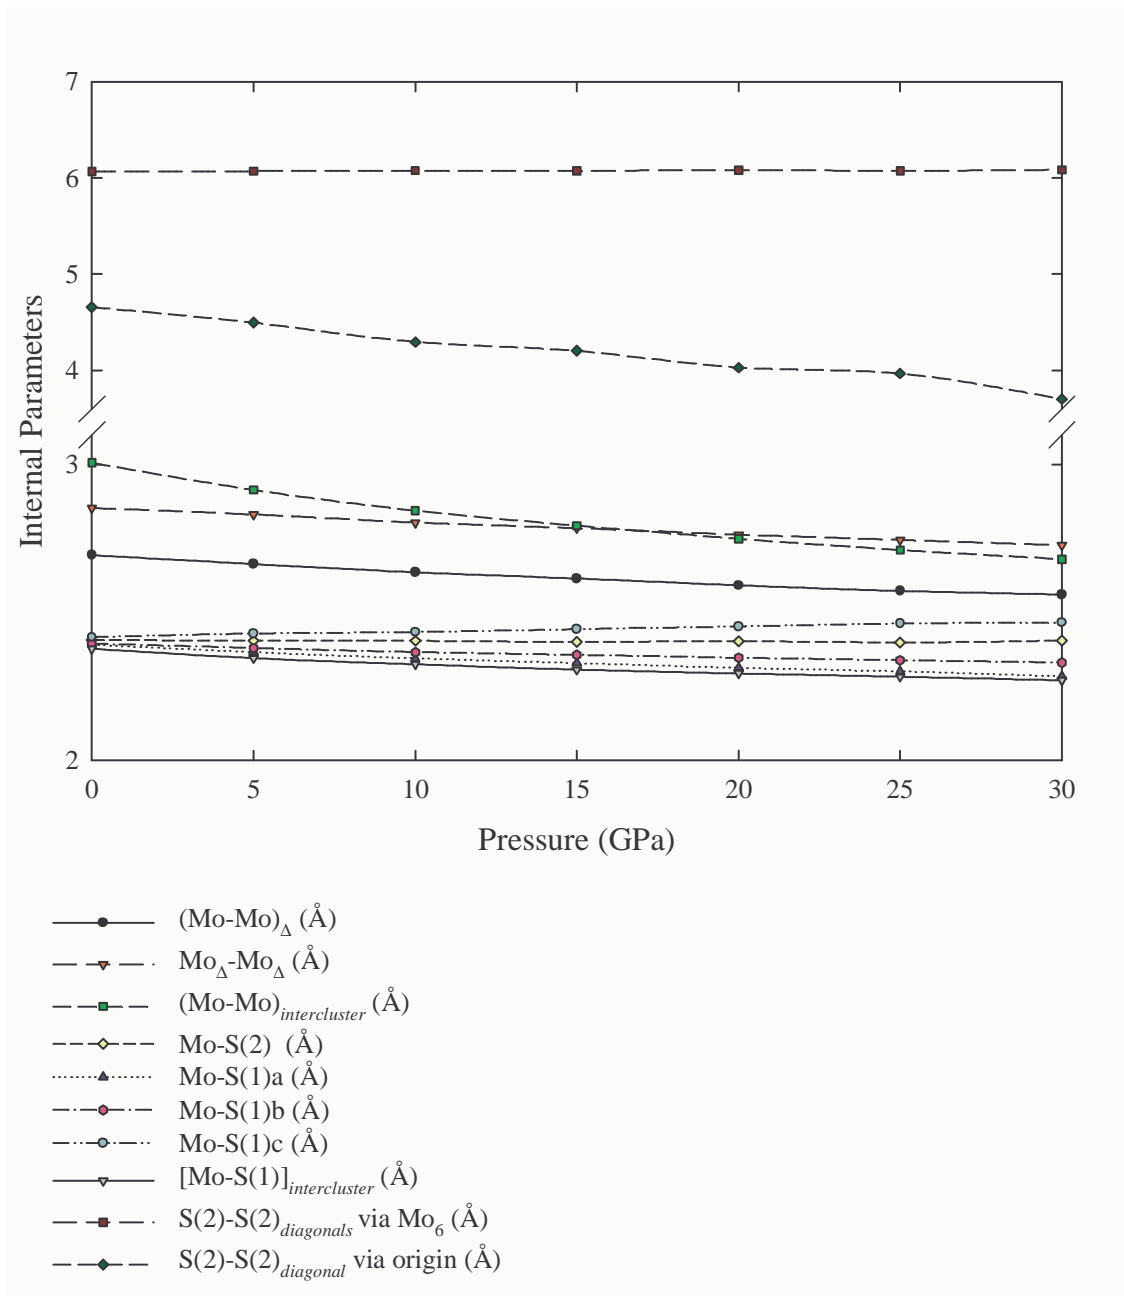 7
6
5
4
3
2
Internal Parameters
0 5 10 15 20 25 30
Pressure (GPa)
(Mo-Mo)Δ (Å)
MoΔ-MoΔ (Å)
(Mo-Mo)intercluster (Å)
Mo-S(2) (Å)
Mo-S(1)a (Å)
Mo-S(1)b (Å)
Mo-S(1)c (Å)
[Mo-S(1)]intercluster (Å)
S(2)-S(2)diagonals via Mo6 (Å)
S(2)-S(2)diagonal via origin (Å)